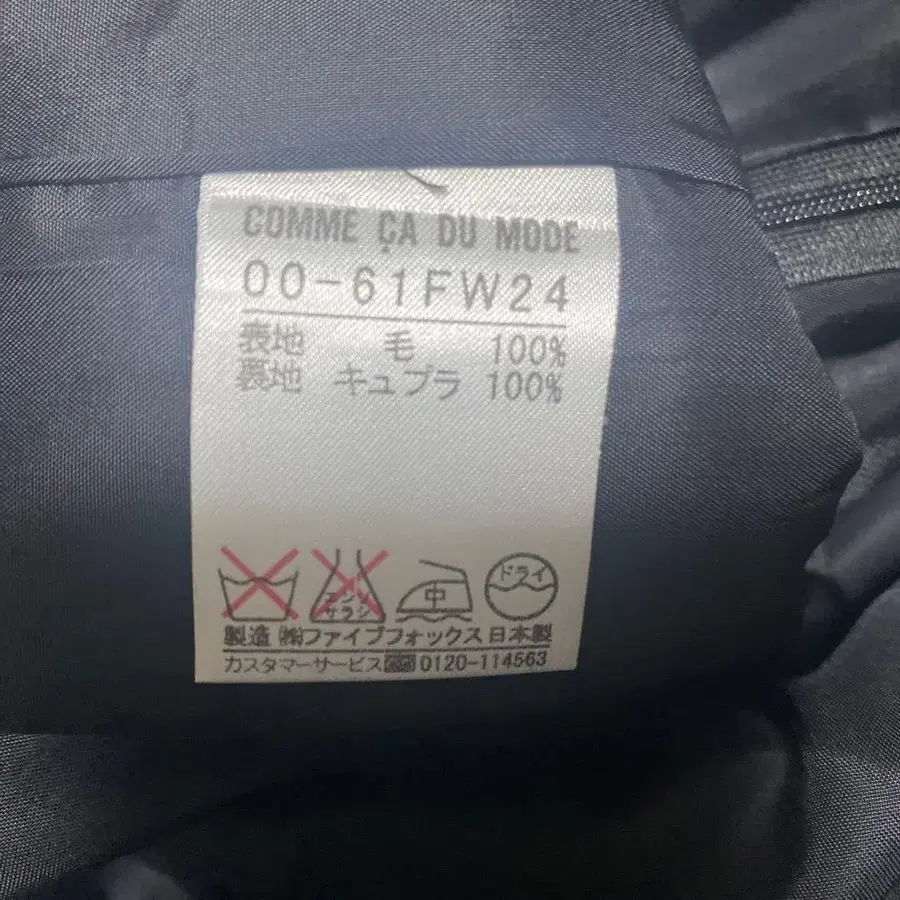 COMME ÇA DU MODE
00-61FW24
表地 毛 100%
裏地 キュプラ 100%
エンソ サラシ 中 ドライ
製造 ㈱ファイブフォックス 日本製
カスタマーサービス 0120-114563